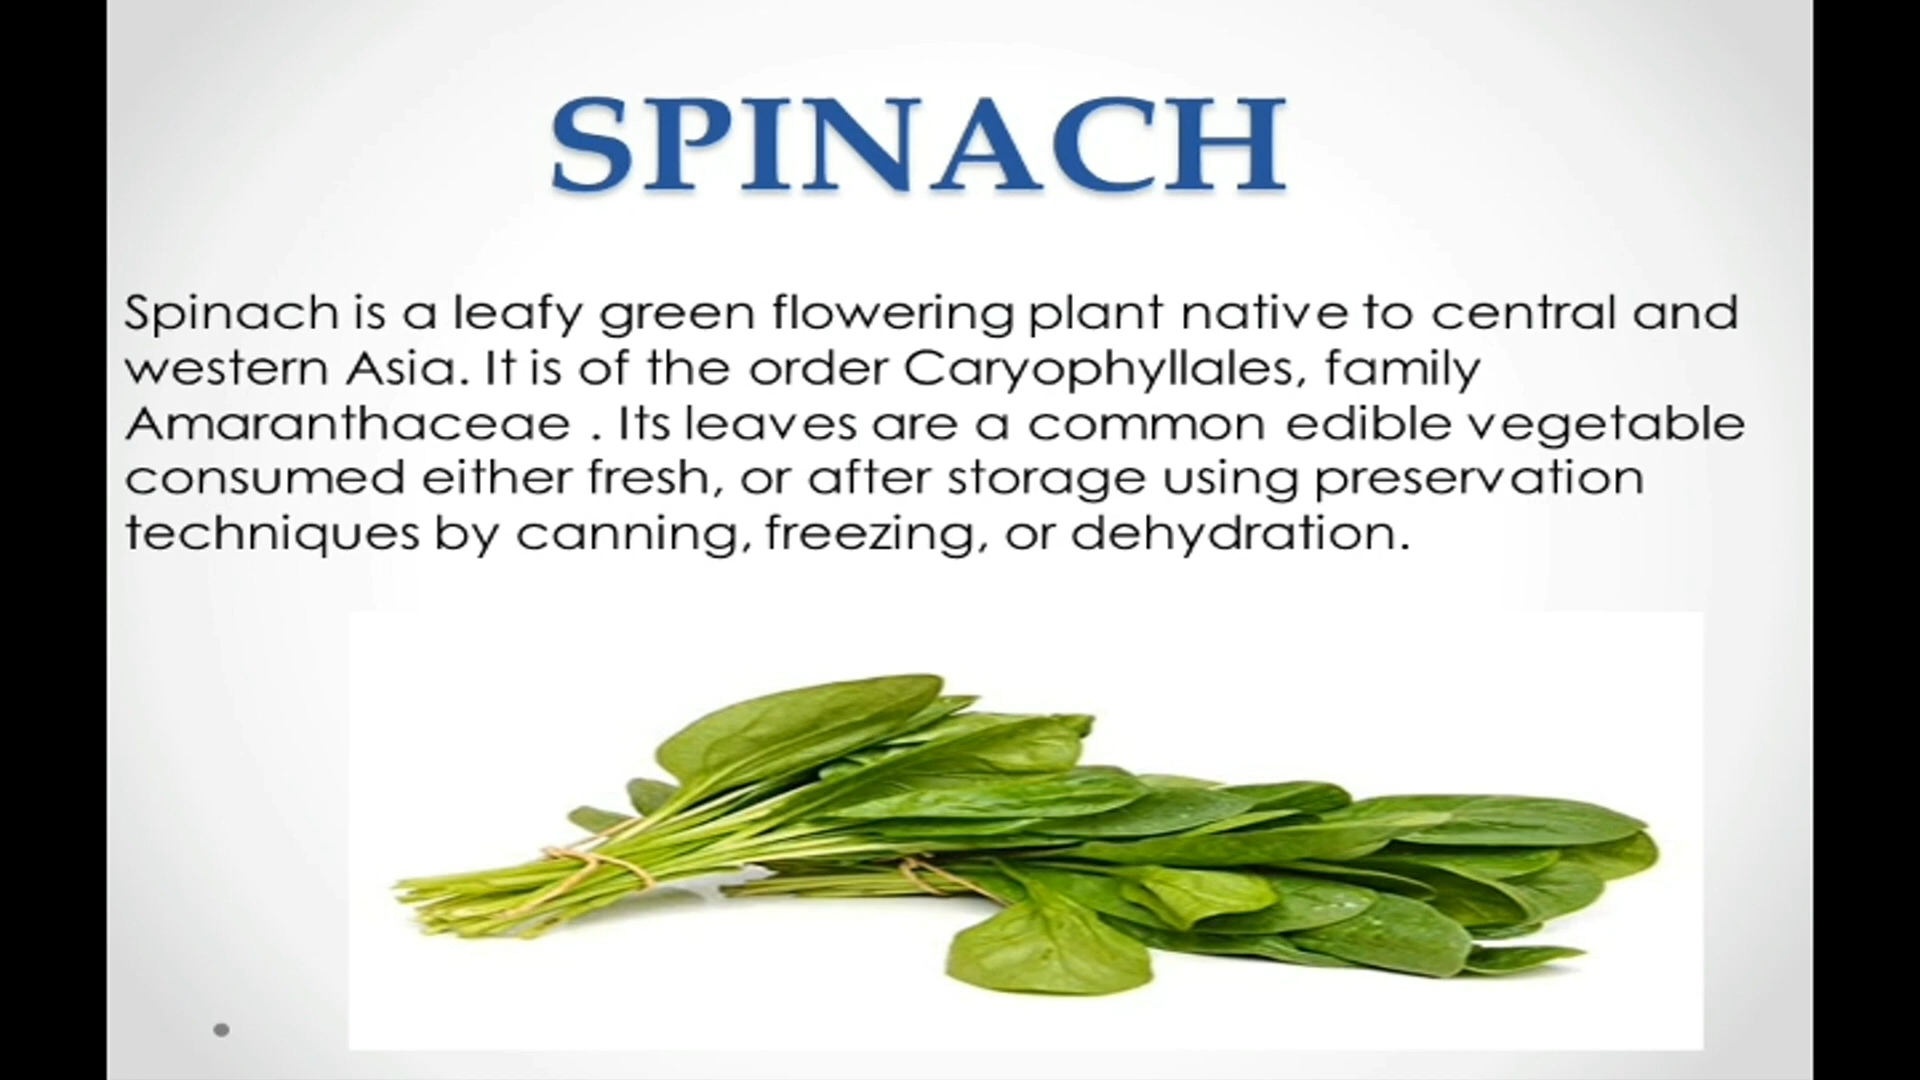 SPINACH
Spinach is a leafy green flowering plant native to central and
western Asia. It is of the order Caryophyllales, family
Amaranthaceae . Its leaves are a common edible vegetable
consumed either fresh, or after storage using preservation
techniques by canning, freezing, or dehydration.